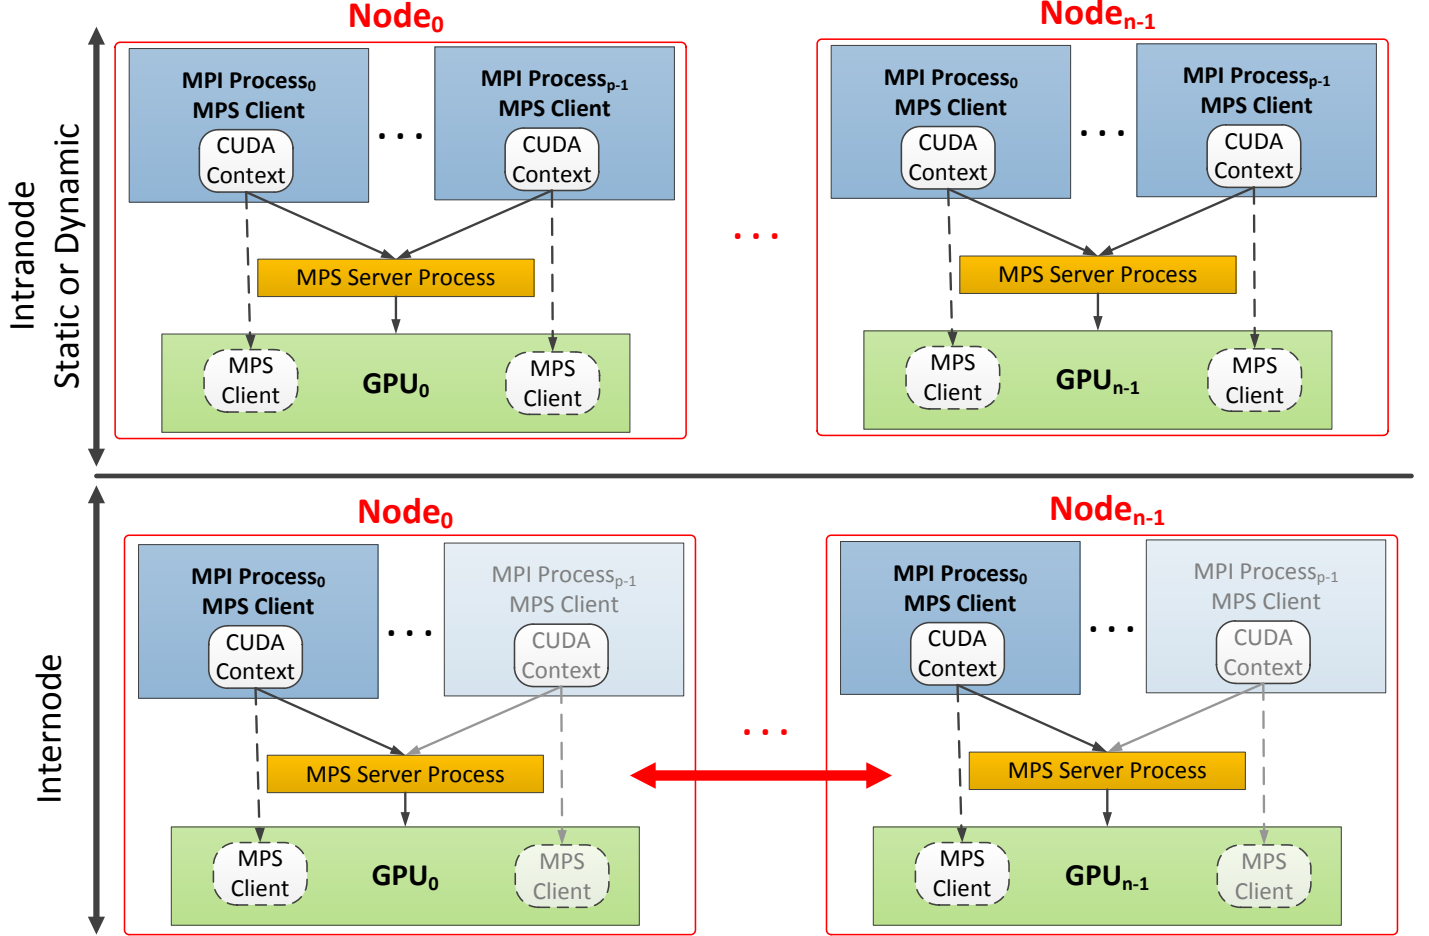 Intranode
Static or Dynamic
Node0
MPI Process0
MPS Client
CUDA
Context
. . .
MPI Processp-1
MPS Client
CUDA
Context
MPS Server Process
MPS
Client
GPU0
MPS
Client
. . .
Noden-1
MPI Process0
MPS Client
CUDA
Context
. . .
MPI Processp-1
MPS Client
CUDA
Context
MPS Server Process
MPS
Client
GPUn-1
MPS
Client
Internode
Node0
MPI Process0
MPS Client
CUDA
Context
. . .
MPI Processp-1
MPS Client
CUDA
Context
MPS Server Process
MPS
Client
GPU0
MPS
Client
. . .
Noden-1
MPI Process0
MPS Client
CUDA
Context
. . .
MPI Processp-1
MPS Client
CUDA
Context
MPS Server Process
MPS
Client
GPUn-1
MPS
Client